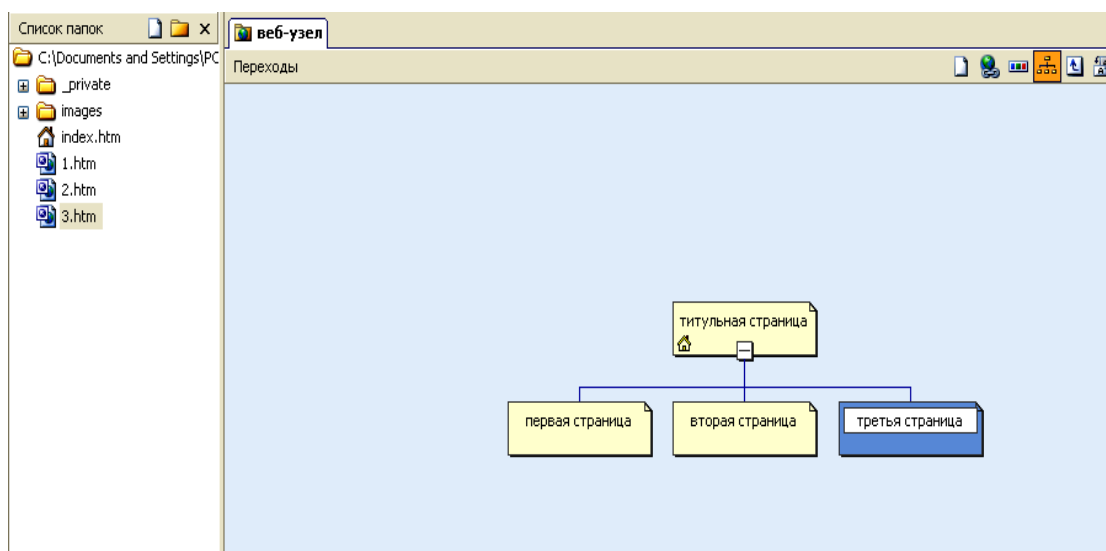 Список папок
C:\Documents and Settings\PC
_private
images
index.htm
1.htm
2.htm
3.htm
веб-узел
Переходы
титульная страница
первая страница
вторая страница
третья страница